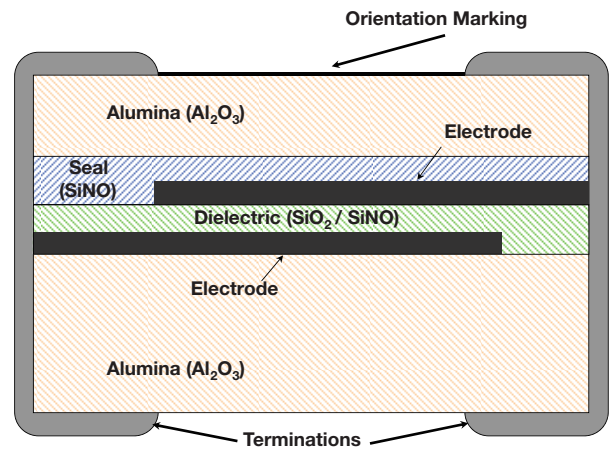 Orientation Marking
Alumina (Al₂O₃)
Electrode
Seal
(SiNO)
Dielectric (SiO₂ / SiNO)
Electrode
Alumina (Al₂O₃)
Terminations